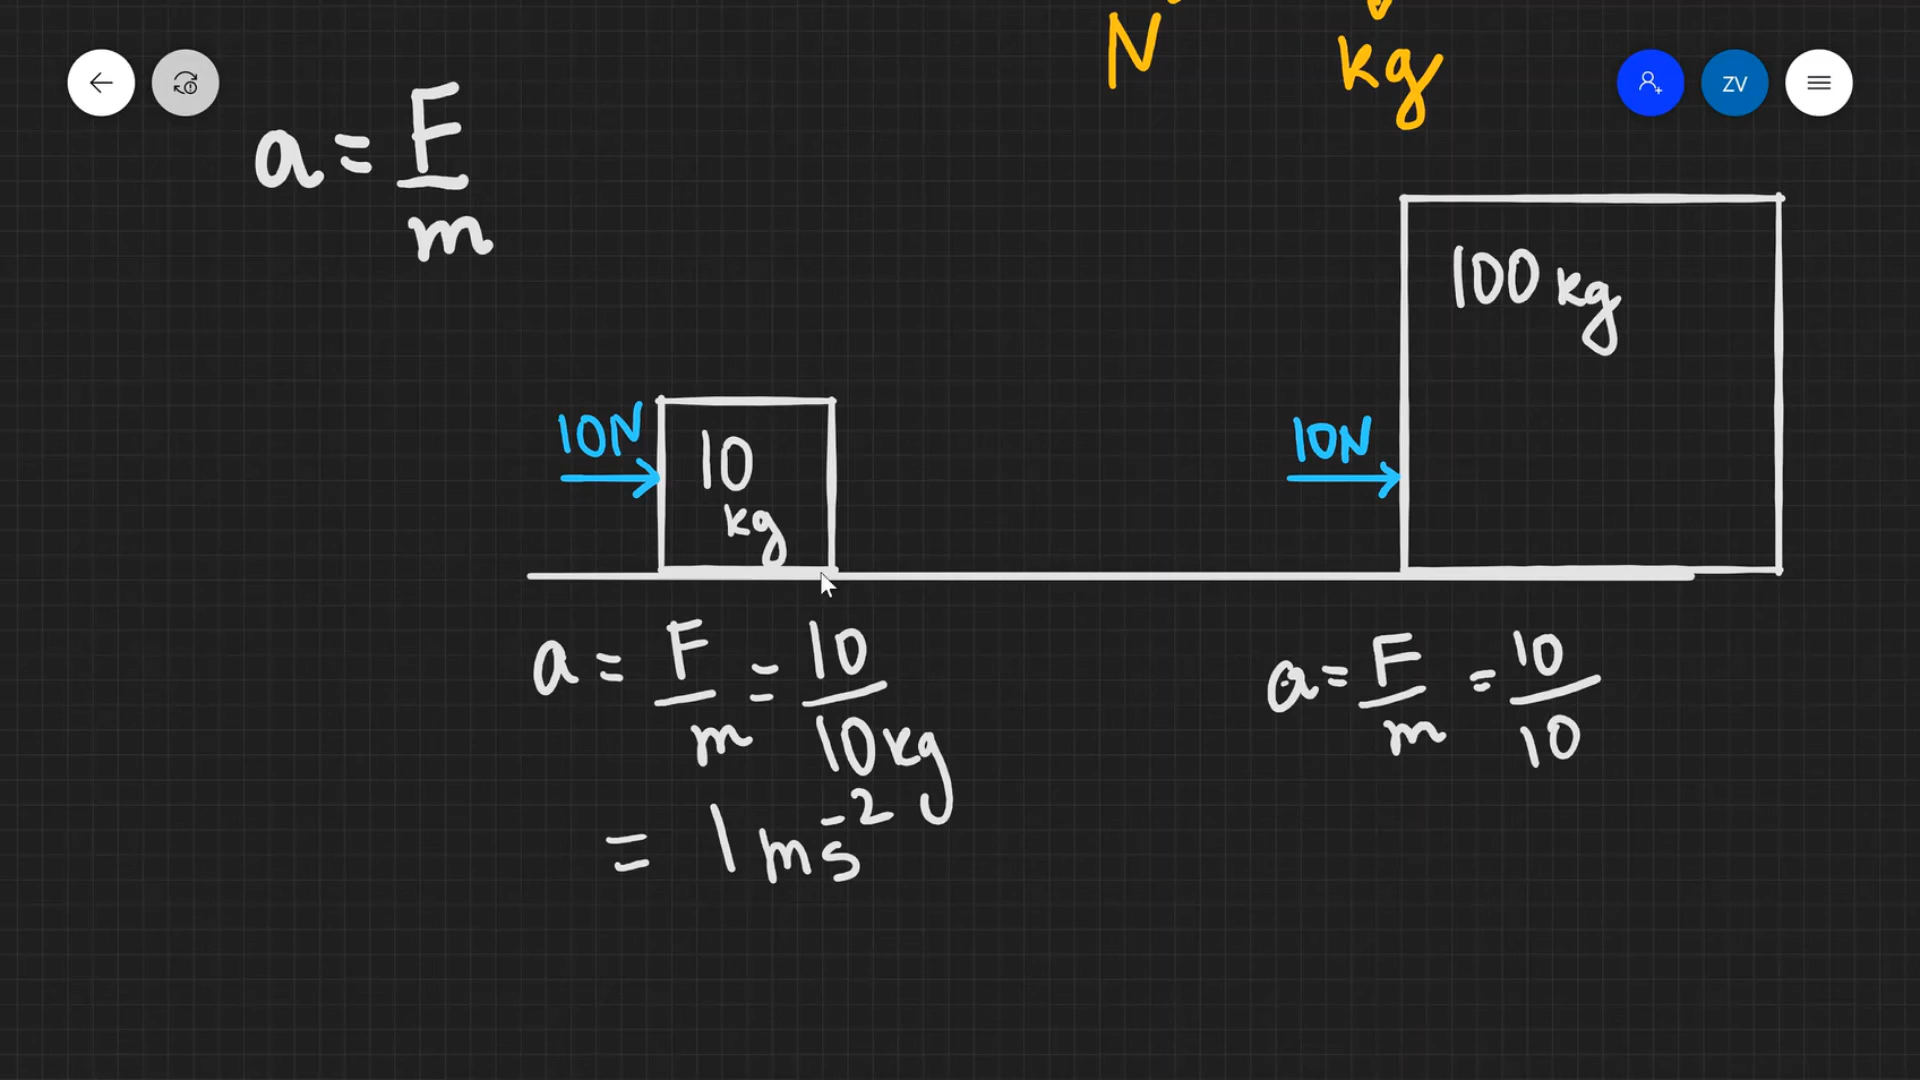 N kg
ZV
a = F/m
100 kg
10N
10 kg
10N
a = F/m = 10/10kg
= 1 ms⁻²
a = F/m = 10/10